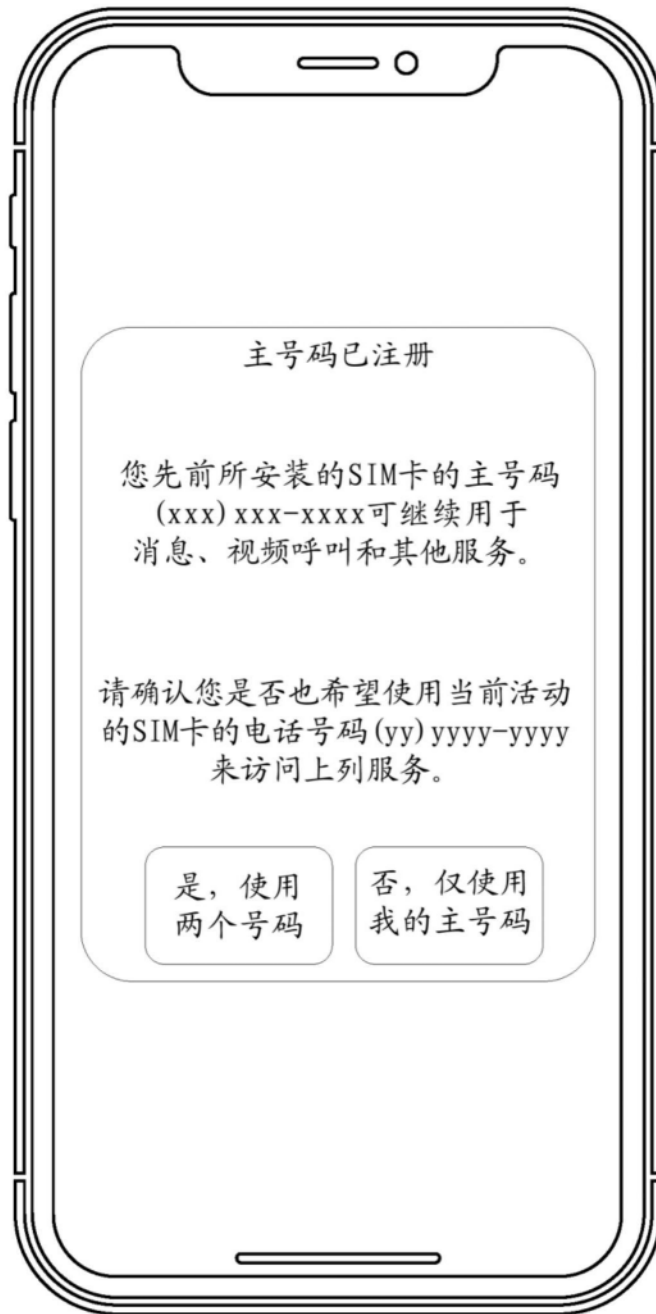 主号码已注册
您先前所安装的SIM卡的主号码
(xxx)xxx-xxxx可继续用于
消息、视频呼叫和其他服务。
请确认您是否也希望使用当前活动
的SIM卡的电话号码(yy)yyyy-yyyy
来访问上列服务。
是，使用
两个号码
否，仅使用
我的主号码